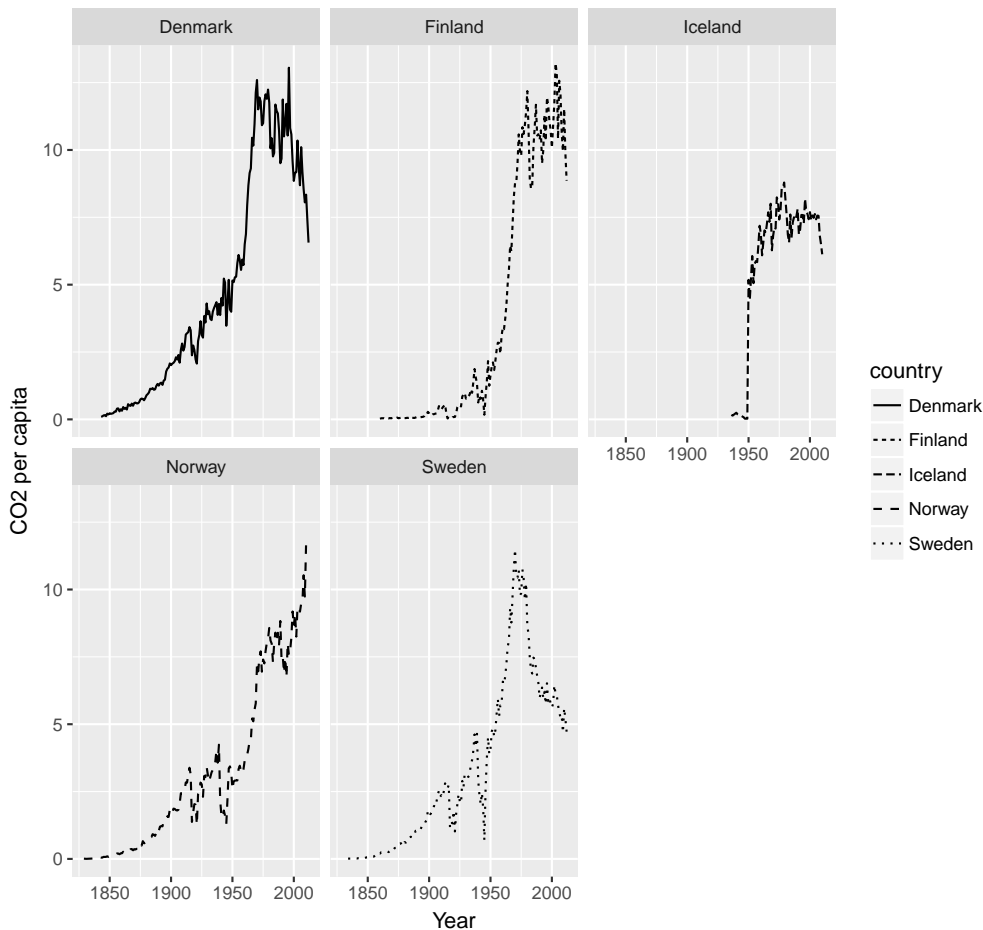 Denmark
Finland
Iceland
10
5
0
1850
1900
1950
2000
Norway
Sweden
10
5
0
1850
1900
1950
2000
1850
1900
1950
2000
Year
CO2 per capita
country
Denmark
Finland
Iceland
Norway
Sweden